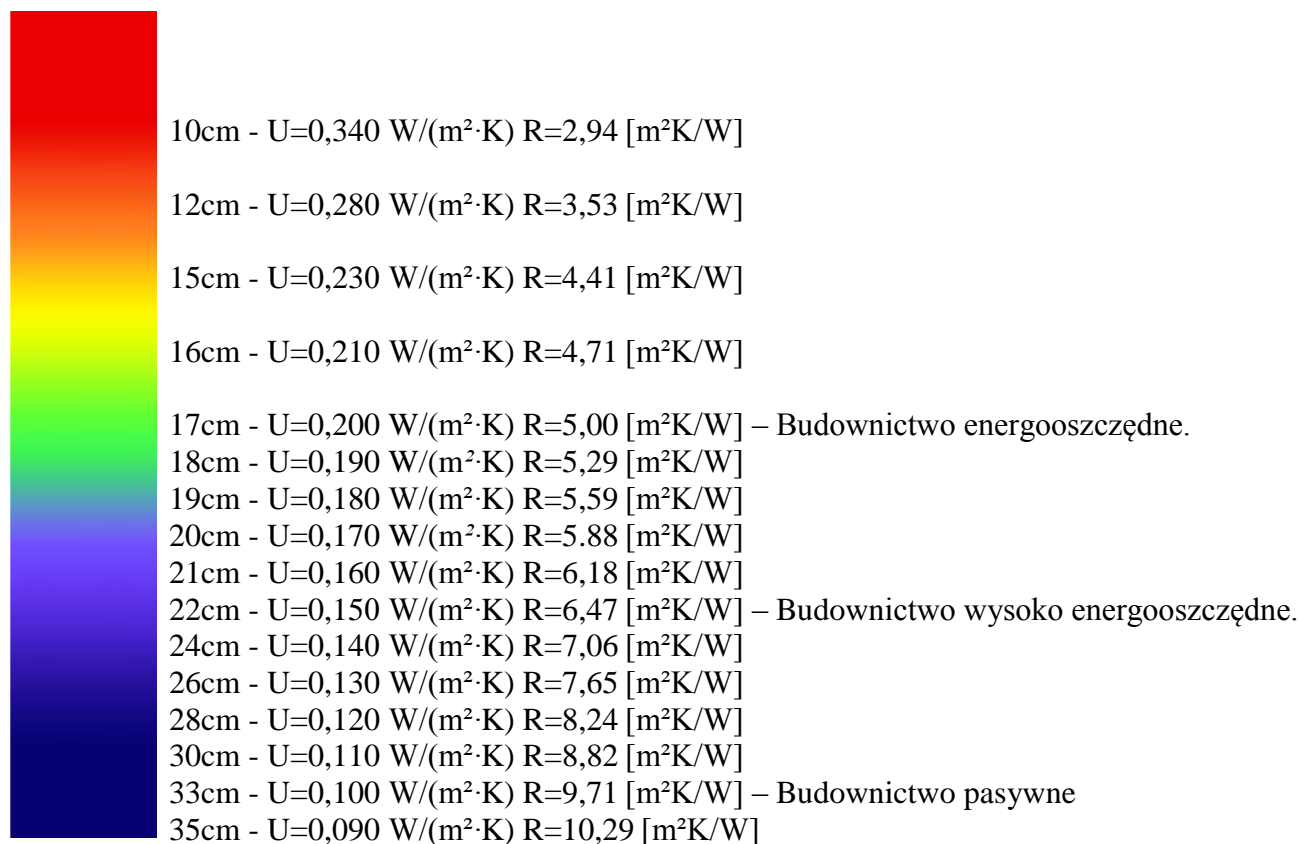 10cm - U=0,340 W/(m²·K) R=2,94 [m²K/W]
12cm - U=0,280 W/(m²·K) R=3,53 [m²K/W]
15cm - U=0,230 W/(m²·K) R=4,41 [m²K/W]
16cm - U=0,210 W/(m²·K) R=4,71 [m²K/W]
17cm - U=0,200 W/(m²·K) R=5,00 [m²K/W] – Budownictwo energooszczędne.
18cm - U=0,190 W/(m²·K) R=5,29 [m²K/W]
19cm - U=0,180 W/(m²·K) R=5,59 [m²K/W]
20cm - U=0,170 W/(m²·K) R=5.88 [m²K/W]
21cm - U=0,160 W/(m²·K) R=6,18 [m²K/W]
22cm - U=0,150 W/(m²·K) R=6,47 [m²K/W] – Budownictwo wysoko energooszczędne.
24cm - U=0,140 W/(m²·K) R=7,06 [m²K/W]
26cm - U=0,130 W/(m²·K) R=7,65 [m²K/W]
28cm - U=0,120 W/(m²·K) R=8,24 [m²K/W]
30cm - U=0,110 W/(m²·K) R=8,82 [m²K/W]
33cm - U=0,100 W/(m²·K) R=9,71 [m²K/W] – Budownictwo pasywne
35cm - U=0,090 W/(m²·K) R=10,29 [m²K/W]